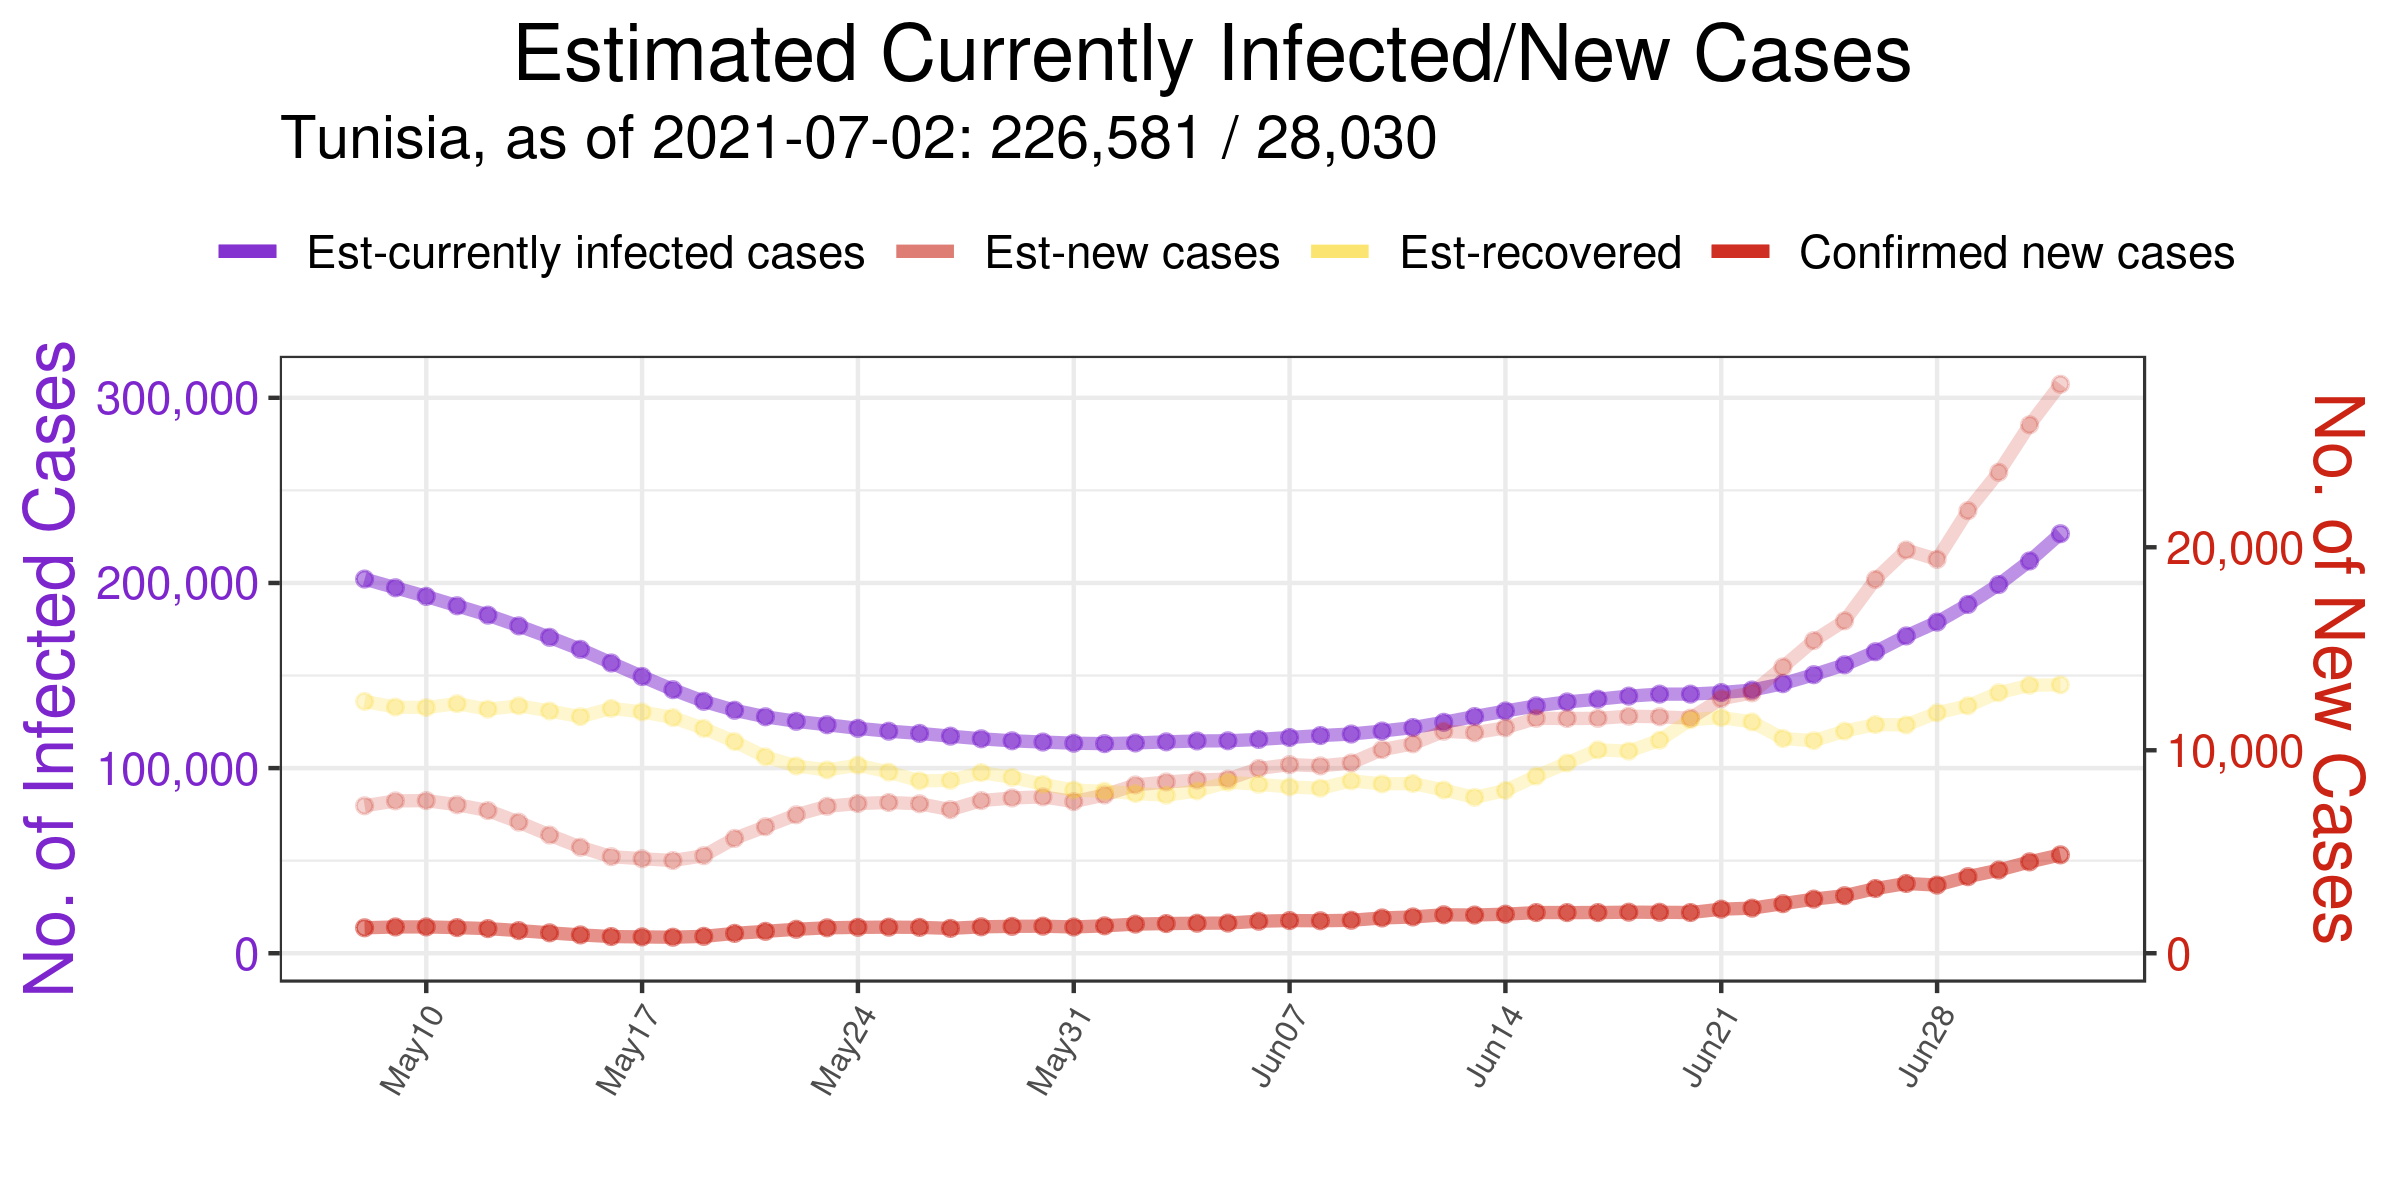 Estimated Currently Infected/New Cases
Tunisia, as of 2021-07-02: 226,581 / 28,030
Est-currently infected cases Est-new cases Est-recovered Confirmed new cases
No. of Infected Cases
300,000
200,000
100,000
0
20,000
10,000
0
No. of New Cases
May10 May17 May24 May31 Jun07 Jun14 Jun21 Jun28